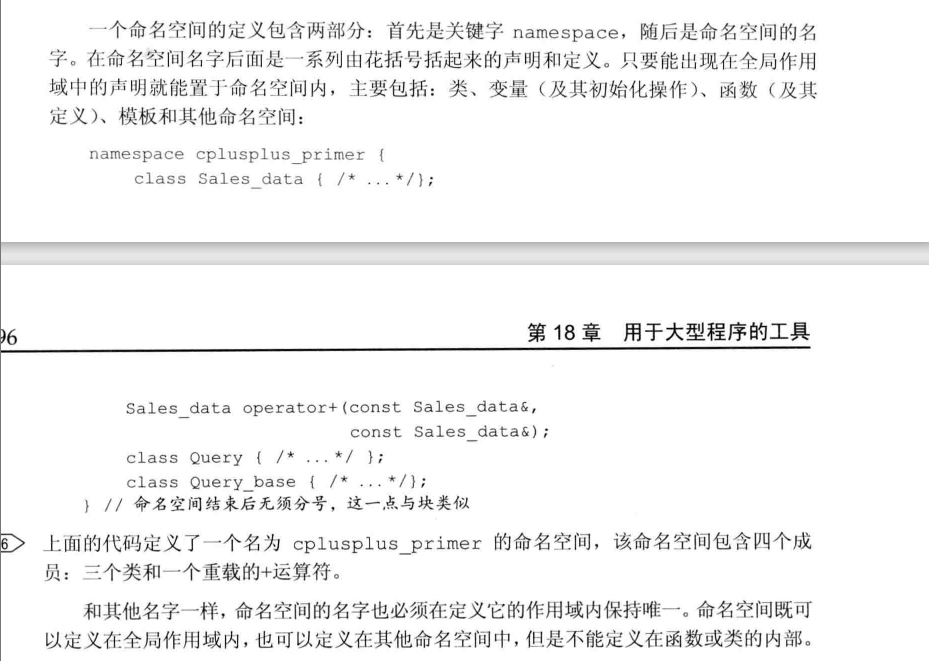 一个命名空间的定义包含两部分：首先是关键字 namespace，随后是命名空间的名
字。在命名空间名字后面是一系列由花括号括起来的声明和定义。只要能出现在全局作用
域中的声明就能置于命名空间内，主要包括：类、变量（及其初始化操作）、函数（及其
定义）、模板和其他命名空间：
namespace cplusplus_primer {
class Sales_data { /* ...*/};
96
第 18 章 用于大型程序的工具
Sales_data operator+(const Sales_data&,
const Sales_data&);
class Query { /* ...*/ };
class Query_base { /* ...*/};
} // 命名空间结束后无须分号，这一点与块类似
6
上面的代码定义了一个名为 cplusplus_primer 的命名空间，该命名空间包含四个成
员：三个类和一个重载的+运算符。
和其他名字一样，命名空间的名字也必须在定义它的作用域内保持唯一。命名空间既可
以定义在全局作用域内，也可以定义在其他命名空间中，但是不能定义在函数或类的内部。